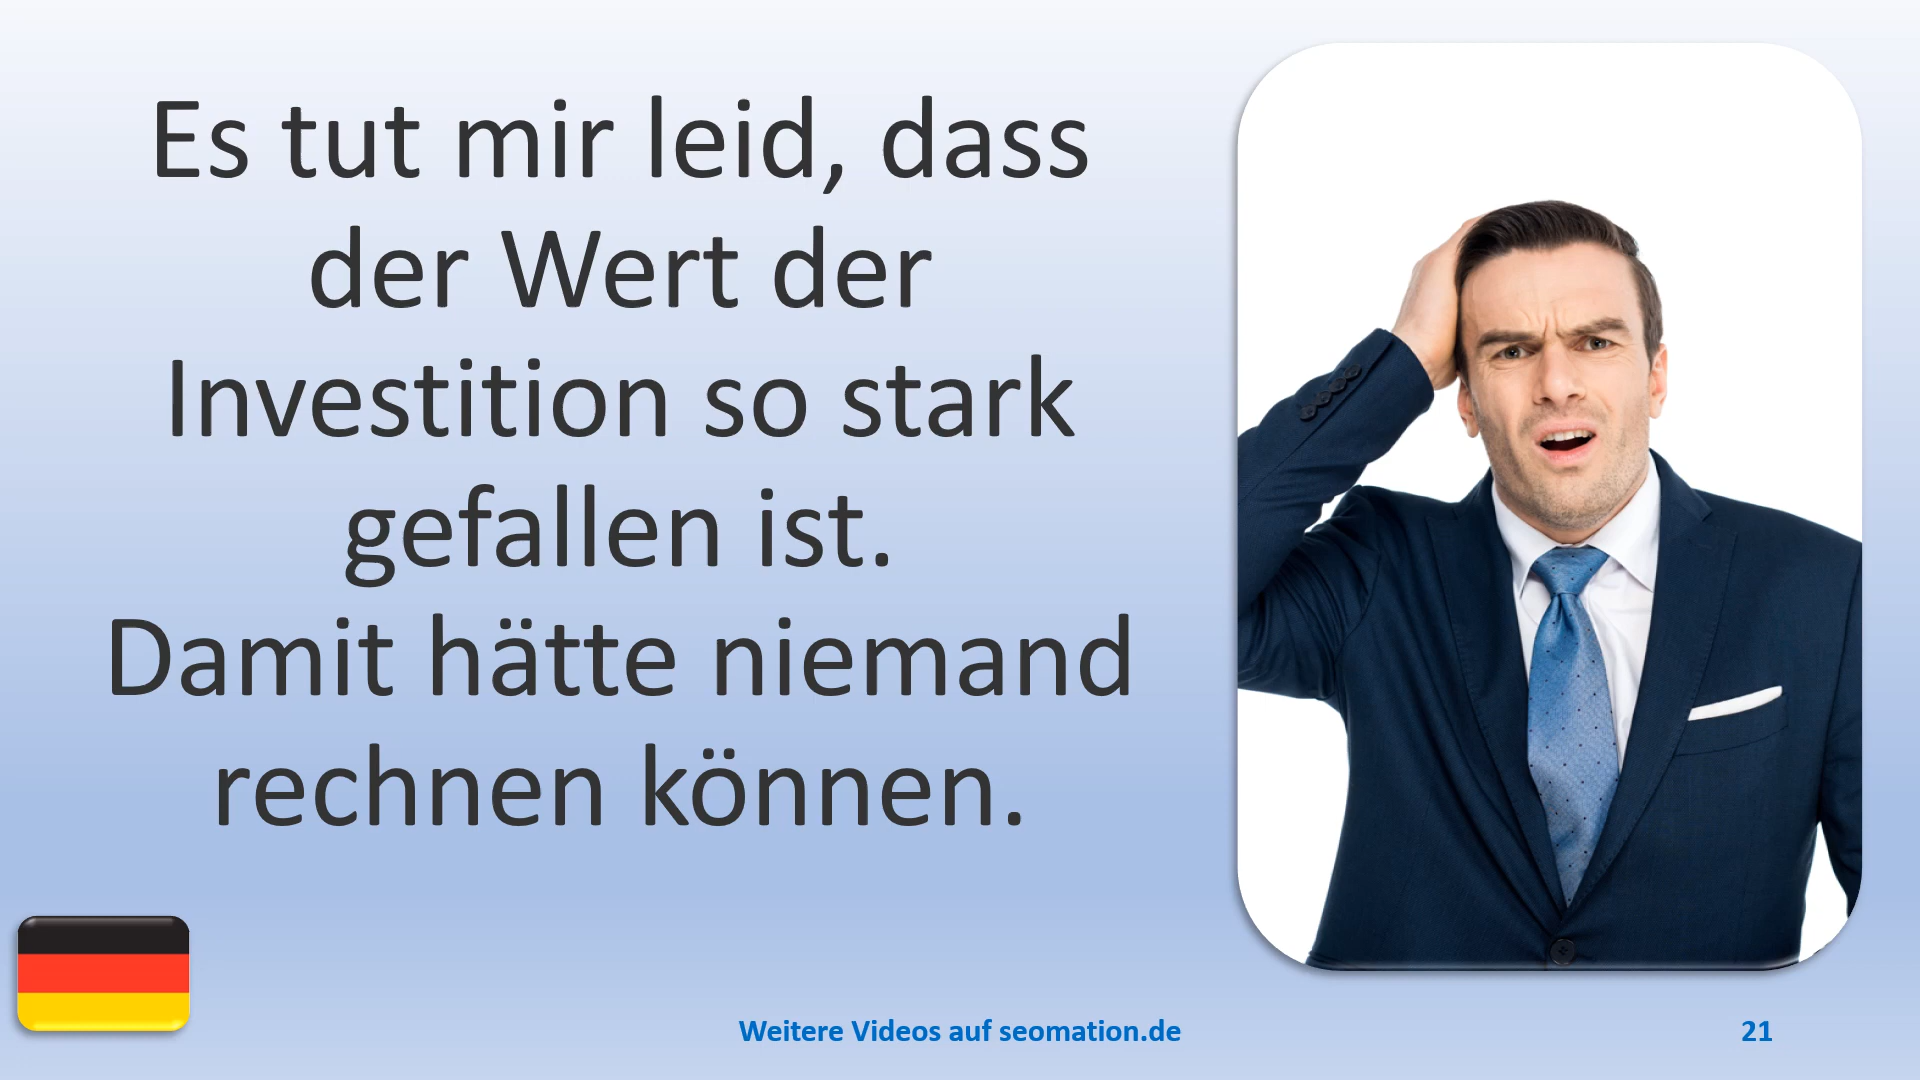 Es tut mir leid, dass
der Wert der
Investition so stark
gefallen ist.
Damit hätte niemand
rechnen können.
Weitere Videos auf seomation.de
21